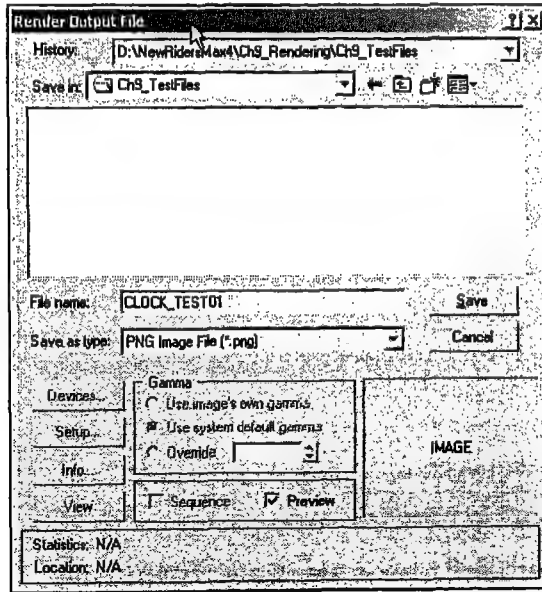 Render Output File
History: D:\NewRidersMax4\Ch9_Rendering\Ch9_TestFiles
Save in: Ch9_TestFiles
File name: CLOCK_TEST01
Save
Save as type: PNG Image File (*.png)
Cancel
Devices...
Setup...
Info...
View
Gamma
Use image's own gamma
Use system default gamma
Override
Sequence
Preview
IMAGE
Statistics: N/A
Location: N/A